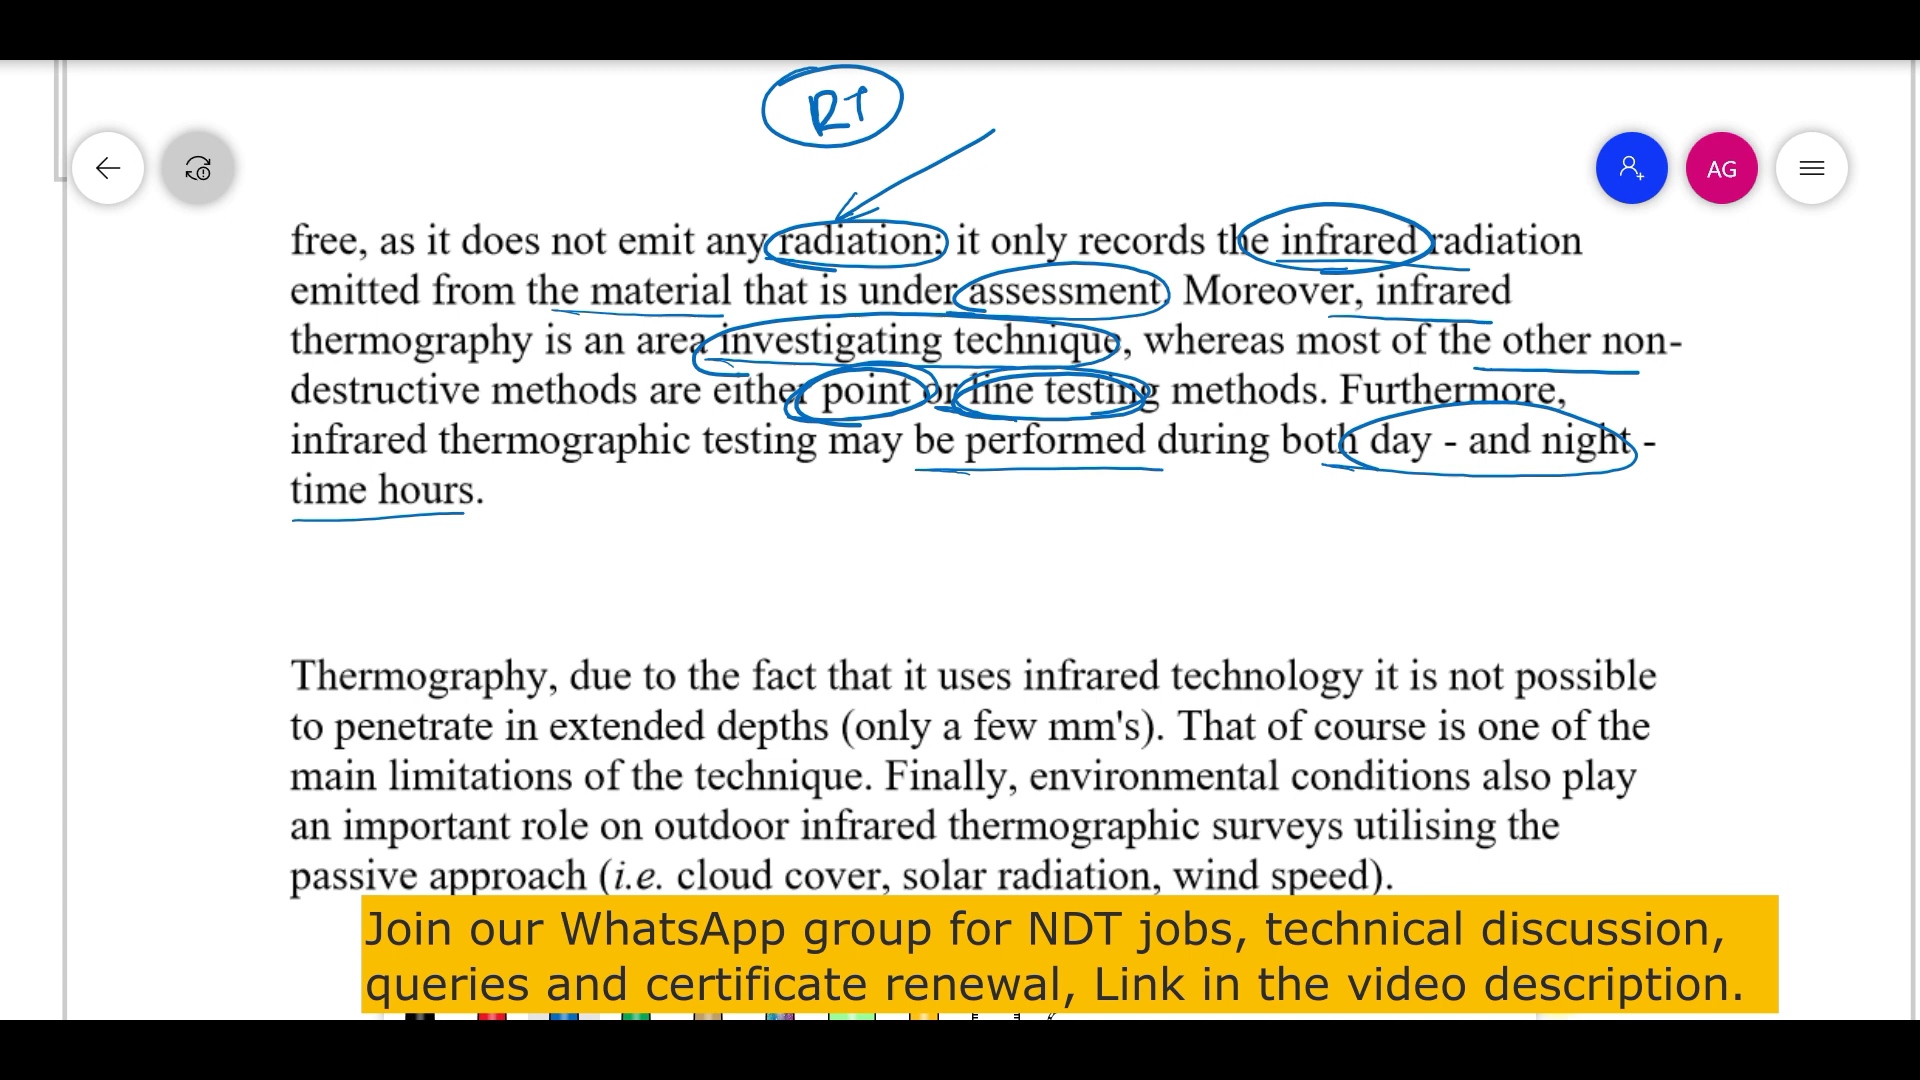 RT
AG
free, as it does not emit any radiation; it only records the infrared radiation
emitted from the material that is under assessment. Moreover, infrared
thermography is an area investigating technique, whereas most of the other non-
destructive methods are either point or line testing methods. Furthermore,
infrared thermographic testing may be performed during both day - and night -
time hours.
Thermography, due to the fact that it uses infrared technology it is not possible
to penetrate in extended depths (only a few mm's). That of course is one of the
main limitations of the technique. Finally, environmental conditions also play
an important role on outdoor infrared thermographic surveys utilising the
passive approach (i.e. cloud cover, solar radiation, wind speed).
Join our WhatsApp group for NDT jobs, technical discussion,
queries and certificate renewal, Link in the video description.